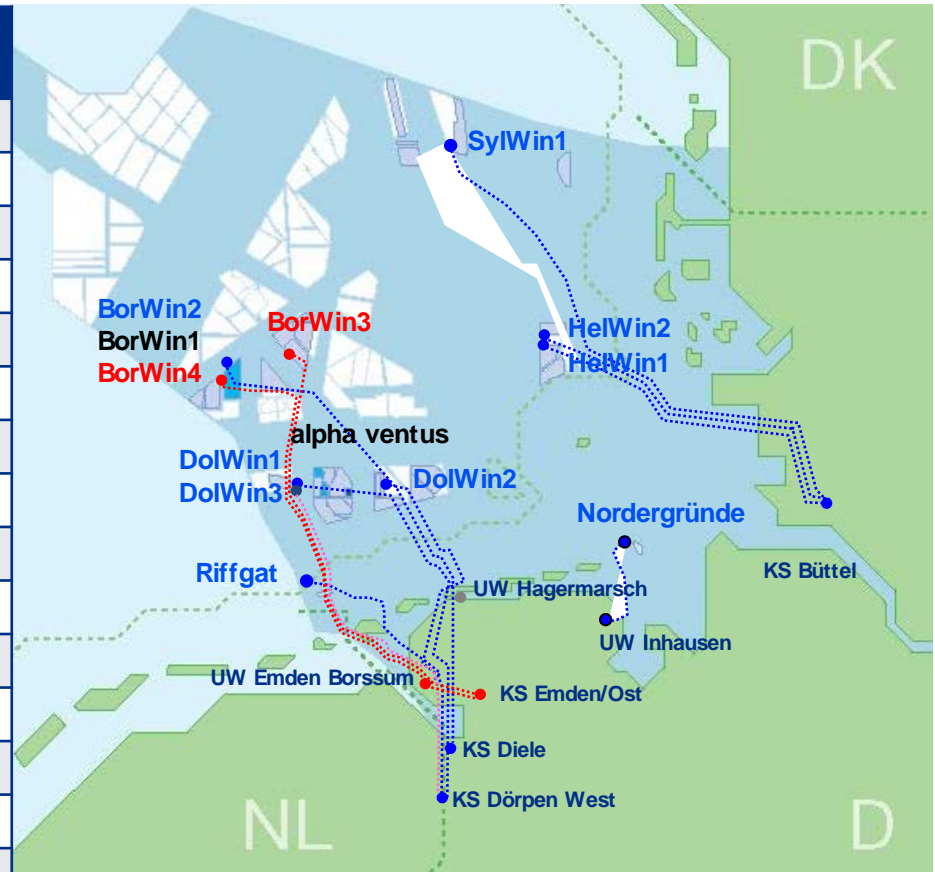 DK
SylWin1
BorWin2
BorWin1
BorWin4
BorWin3
HelWin2
HelWin1
alpha ventus
DolWin1
DolWin3
DolWin2
Nordergründe
Riffgat
KS Büttel
UW Hagermarsch
UW Inhausen
UW Emden Borssum
KS Emden/Ost
KS Diele
KS Dörpen West
NL
D